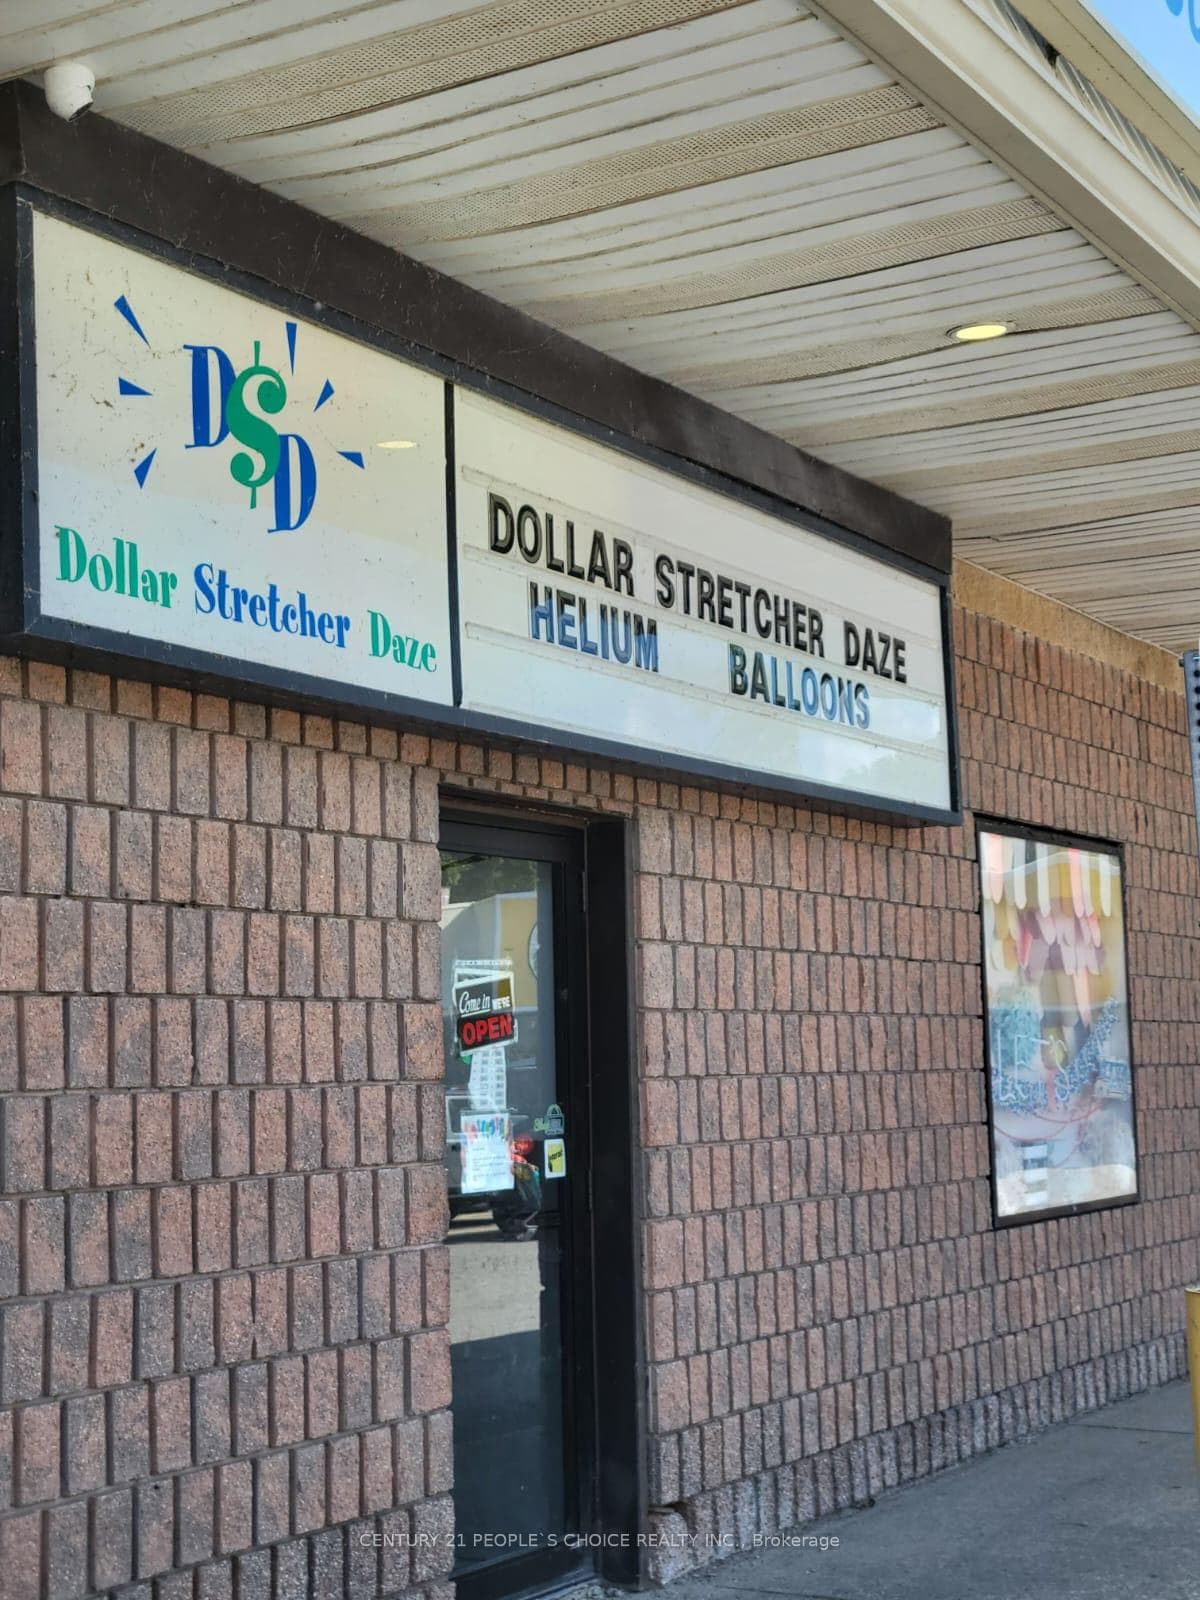 D$D
Dollar Stretcher Daze
DOLLAR STRETCHER DAZE
HELIUM BALLOONS
Come in WE'RE
OPEN
CENTURY 21 PEOPLE`S CHOICE REALTY INC., Brokerage